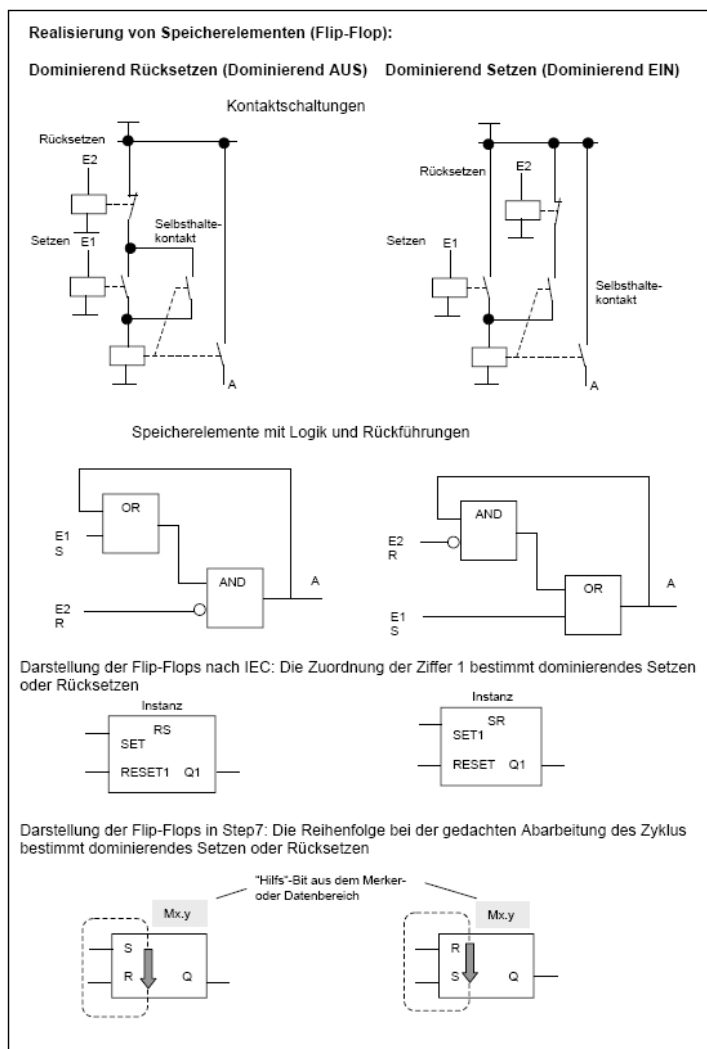 Realisierung von Speicherelementen (Flip-Flop):
Dominierend Rücksetzen (Dominierend AUS)
Dominierend Setzen (Dominierend EIN)
Kontaktschaltungen
Rücksetzen
E2
Setzen E1
Selbsthalte-
kontakt
A
Rücksetzen
E2
Setzen
E1
Selbsthalte-
kontakt
A
Speicherelemente mit Logik und Rückführungen
OR
E1
S
AND
A
E2
R
AND
E2
R
OR
A
E1
S
Darstellung der Flip-Flops nach IEC: Die Zuordnung der Ziffer 1 bestimmt dominierendes Setzen
oder Rücksetzen
Instanz
RS
SET
RESET1 Q1
Instanz
SR
SET1
RESET Q1
Darstellung der Flip-Flops in Step7: Die Reihenfolge bei der gedachten Abarbeitung des Zyklus
bestimmt dominierendes Setzen oder Rücksetzen
"Hilfs"-Bit aus dem Merker-
oder Datenbereich
Mx.y
S
R Q
Mx.y
R
S Q